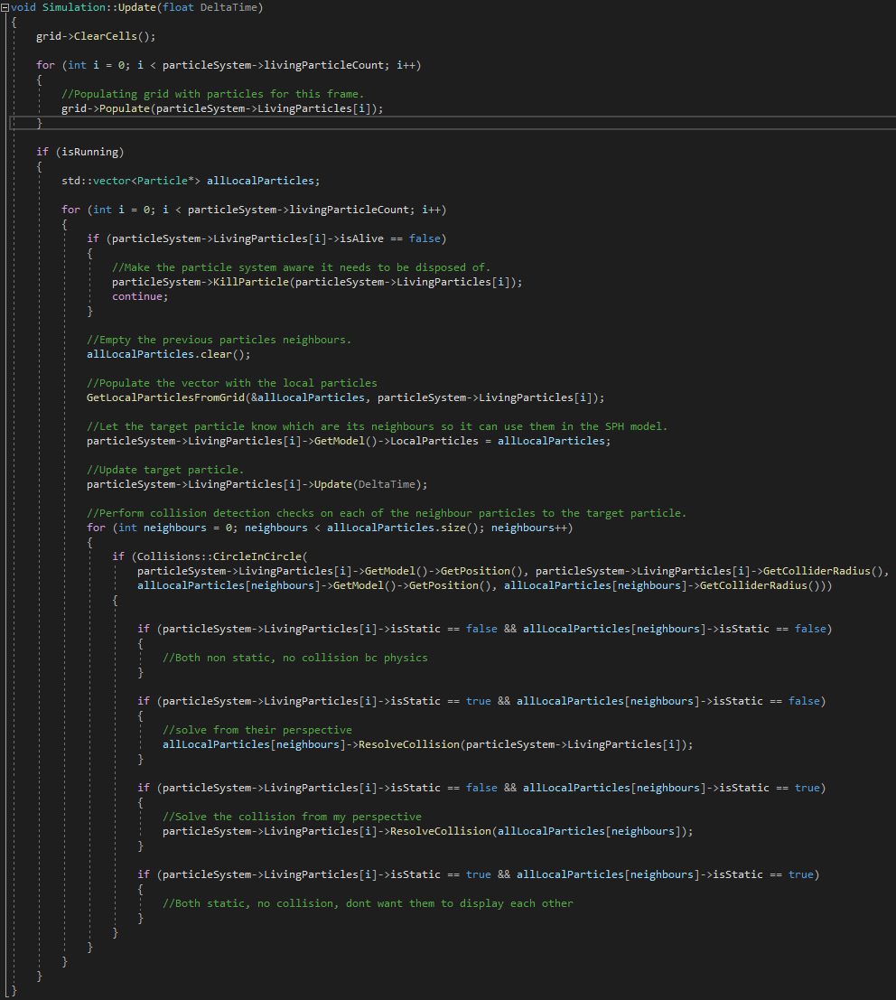 void Simulation::Update(float DeltaTime)
{
    grid->ClearCells();

    for (int i = 0; i < particleSystem->livingParticleCount; i++)
    {
        //Populating grid with particles for this frame.
        grid->Populate(particleSystem->LivingParticles[i]);
    }

    if (isRunning)
    {
        std::vector<Particle*> allLocalParticles;

        for (int i = 0; i < particleSystem->livingParticleCount; i++)
        {
            if (particleSystem->LivingParticles[i]->isAlive == false)
            {
                //Make the particle system aware it needs to be disposed of.
                particleSystem->KillParticle(particleSystem->LivingParticles[i]);
                continue;
            }

            //Empty the previous particles neighbours.
            allLocalParticles.clear();

            //Populate the vector with the local particles
            GetLocalParticlesFromGrid(&allLocalParticles, particleSystem->LivingParticles[i]);

            //Let the target particle know which are its neighbours so it can use them in the SPH model.
            particleSystem->LivingParticles[i]->GetModel()->LocalParticles = allLocalParticles;

            //Update target particle.
            particleSystem->LivingParticles[i]->Update(DeltaTime);

            //Perform collision detection checks on each of the neighbour particles to the target particle.
            for (int neighbours = 0; neighbours < allLocalParticles.size(); neighbours++)
            {
                if (Collisions::CircleInCircle(
                    particleSystem->LivingParticles[i]->GetModel()->GetPosition(), particleSystem->LivingParticles[i]->GetColliderRadius(),
                    allLocalParticles[neighbours]->GetModel()->GetPosition(), allLocalParticles[neighbours]->GetColliderRadius()))
                {

                    if (particleSystem->LivingParticles[i]->isStatic == false && allLocalParticles[neighbours]->isStatic == false)
                    {
                        //Both non static, no collision bc physics
                    }

                    if (particleSystem->LivingParticles[i]->isStatic == true && allLocalParticles[neighbours]->isStatic == false)
                    {
                        //solve from their perspective
                        allLocalParticles[neighbours]->ResolveCollision(particleSystem->LivingParticles[i]);
                    }

                    if (particleSystem->LivingParticles[i]->isStatic == false && allLocalParticles[neighbours]->isStatic == true)
                    {
                        //Solve the collision from my perspective
                        particleSystem->LivingParticles[i]->ResolveCollision(allLocalParticles[neighbours]);
                    }

                    if (particleSystem->LivingParticles[i]->isStatic == true && allLocalParticles[neighbours]->isStatic == true)
                    {
                        //Both static, no collision, dont want them to display each other
                    }
                }
            }
        }
    }
}